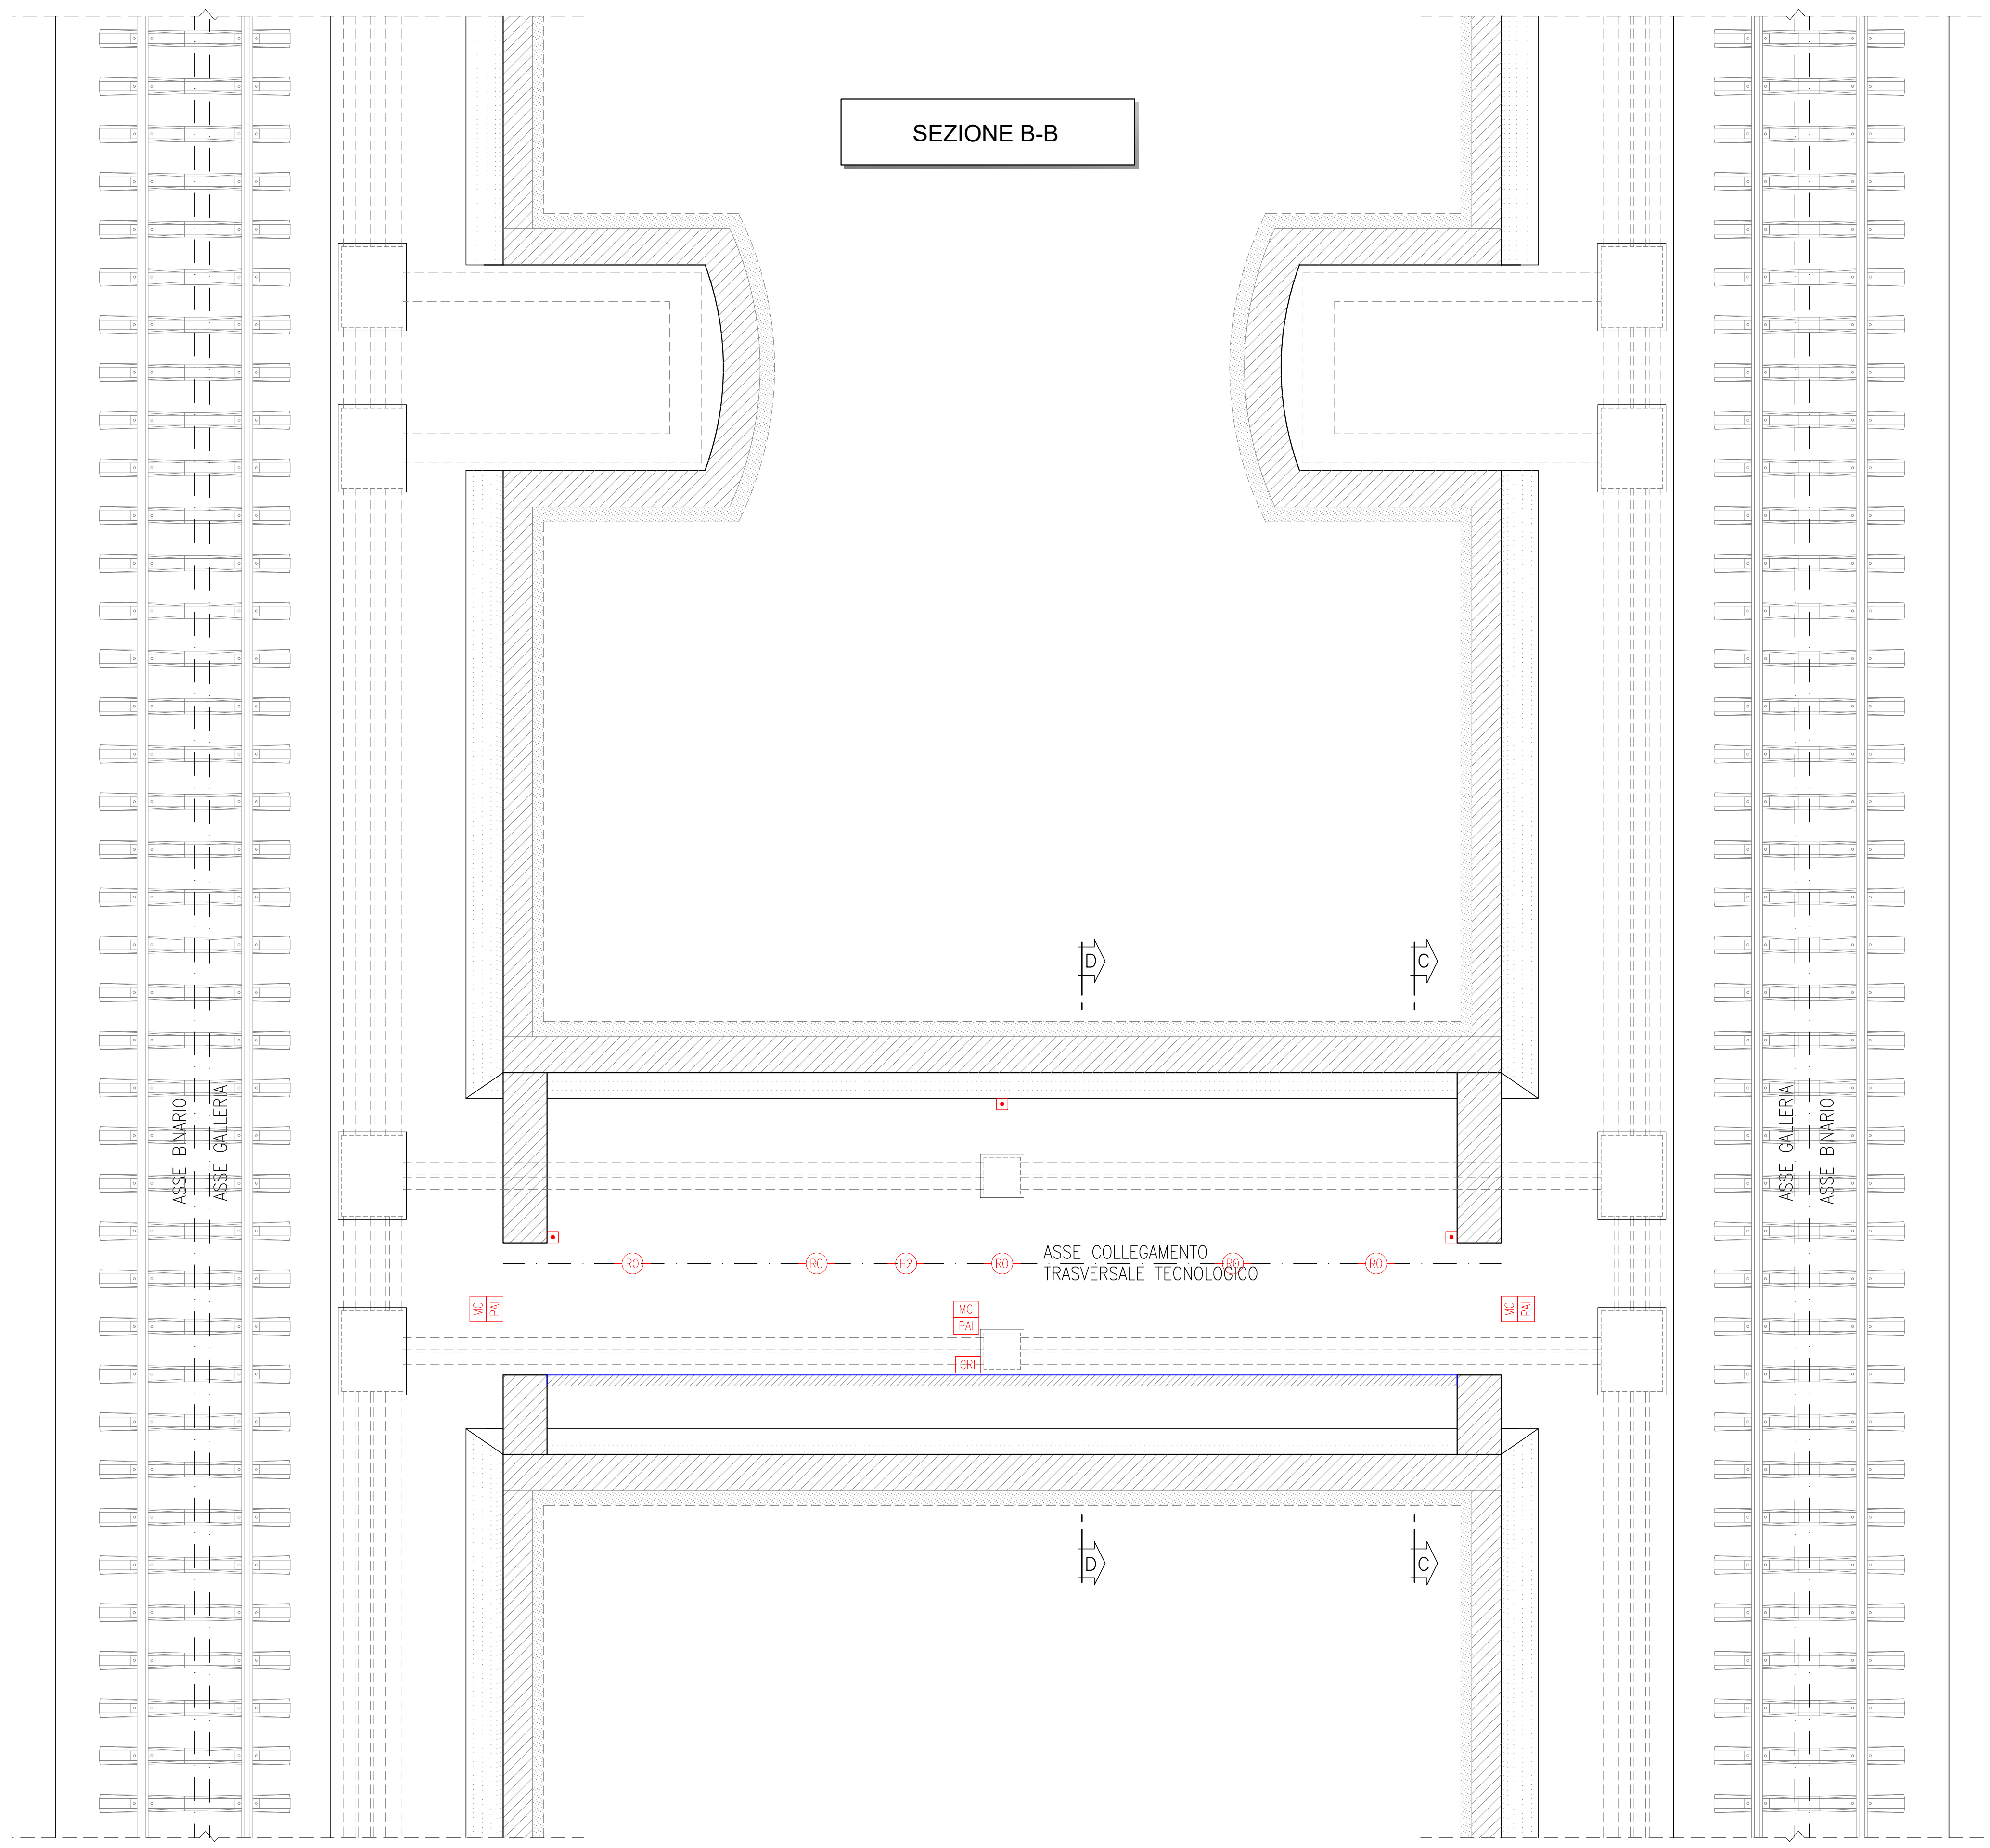 SEZIONE B-B
D
C
ASSE BINARIO
ASSE GALLERIA
ASSE GALLERIA
ASSE BINARIO
ASSE COLLEGAMENTO
TRASVERSALE TECNOLOGICO
RO
RO
H2
RO
RO
RO
MC
PAI
MC
PAI
MC
PAI
CRI
D
C